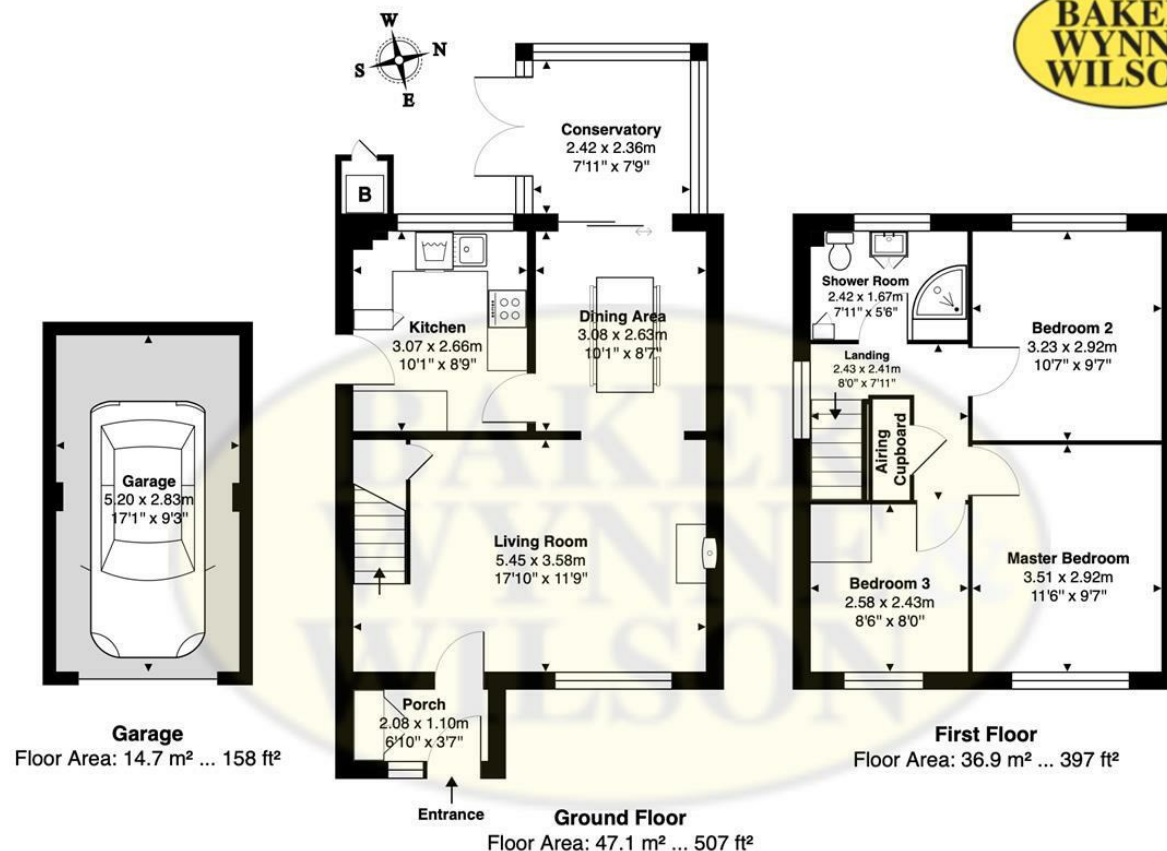 BAKER
WYNNE
WILSON
W
N
S
E
Conservatory
2.42 x 2.36m
7'11" x 7'9"
B
Kitchen
3.07 x 2.66m
10'1" x 8'9"
Dining Area
3.08 x 2.63m
10'1" x 8'7"
Shower Room
2.42 x 1.67m
7'11" x 5'6"
Landing
2.43 x 2.41m
8'0" x 7'11"
Bedroom 2
3.23 x 2.92m
10'7" x 9'7"
Airing
Cupboard
Garage
5.20 x 2.83m
17'1" x 9'3"
Living Room
5.45 x 3.58m
17'10" x 11'9"
Bedroom 3
2.58 x 2.43m
8'6" x 8'0"
Master Bedroom
3.51 x 2.92m
11'6" x 9'7"
Porch
2.08 x 1.10m
6'10" x 3'7"
Entrance
Garage
Floor Area: 14.7 m² ... 158 ft²
Ground Floor
Floor Area: 47.1 m² ... 507 ft²
First Floor
Floor Area: 36.9 m² ... 397 ft²
BAKER
WYNNE &
WILSON